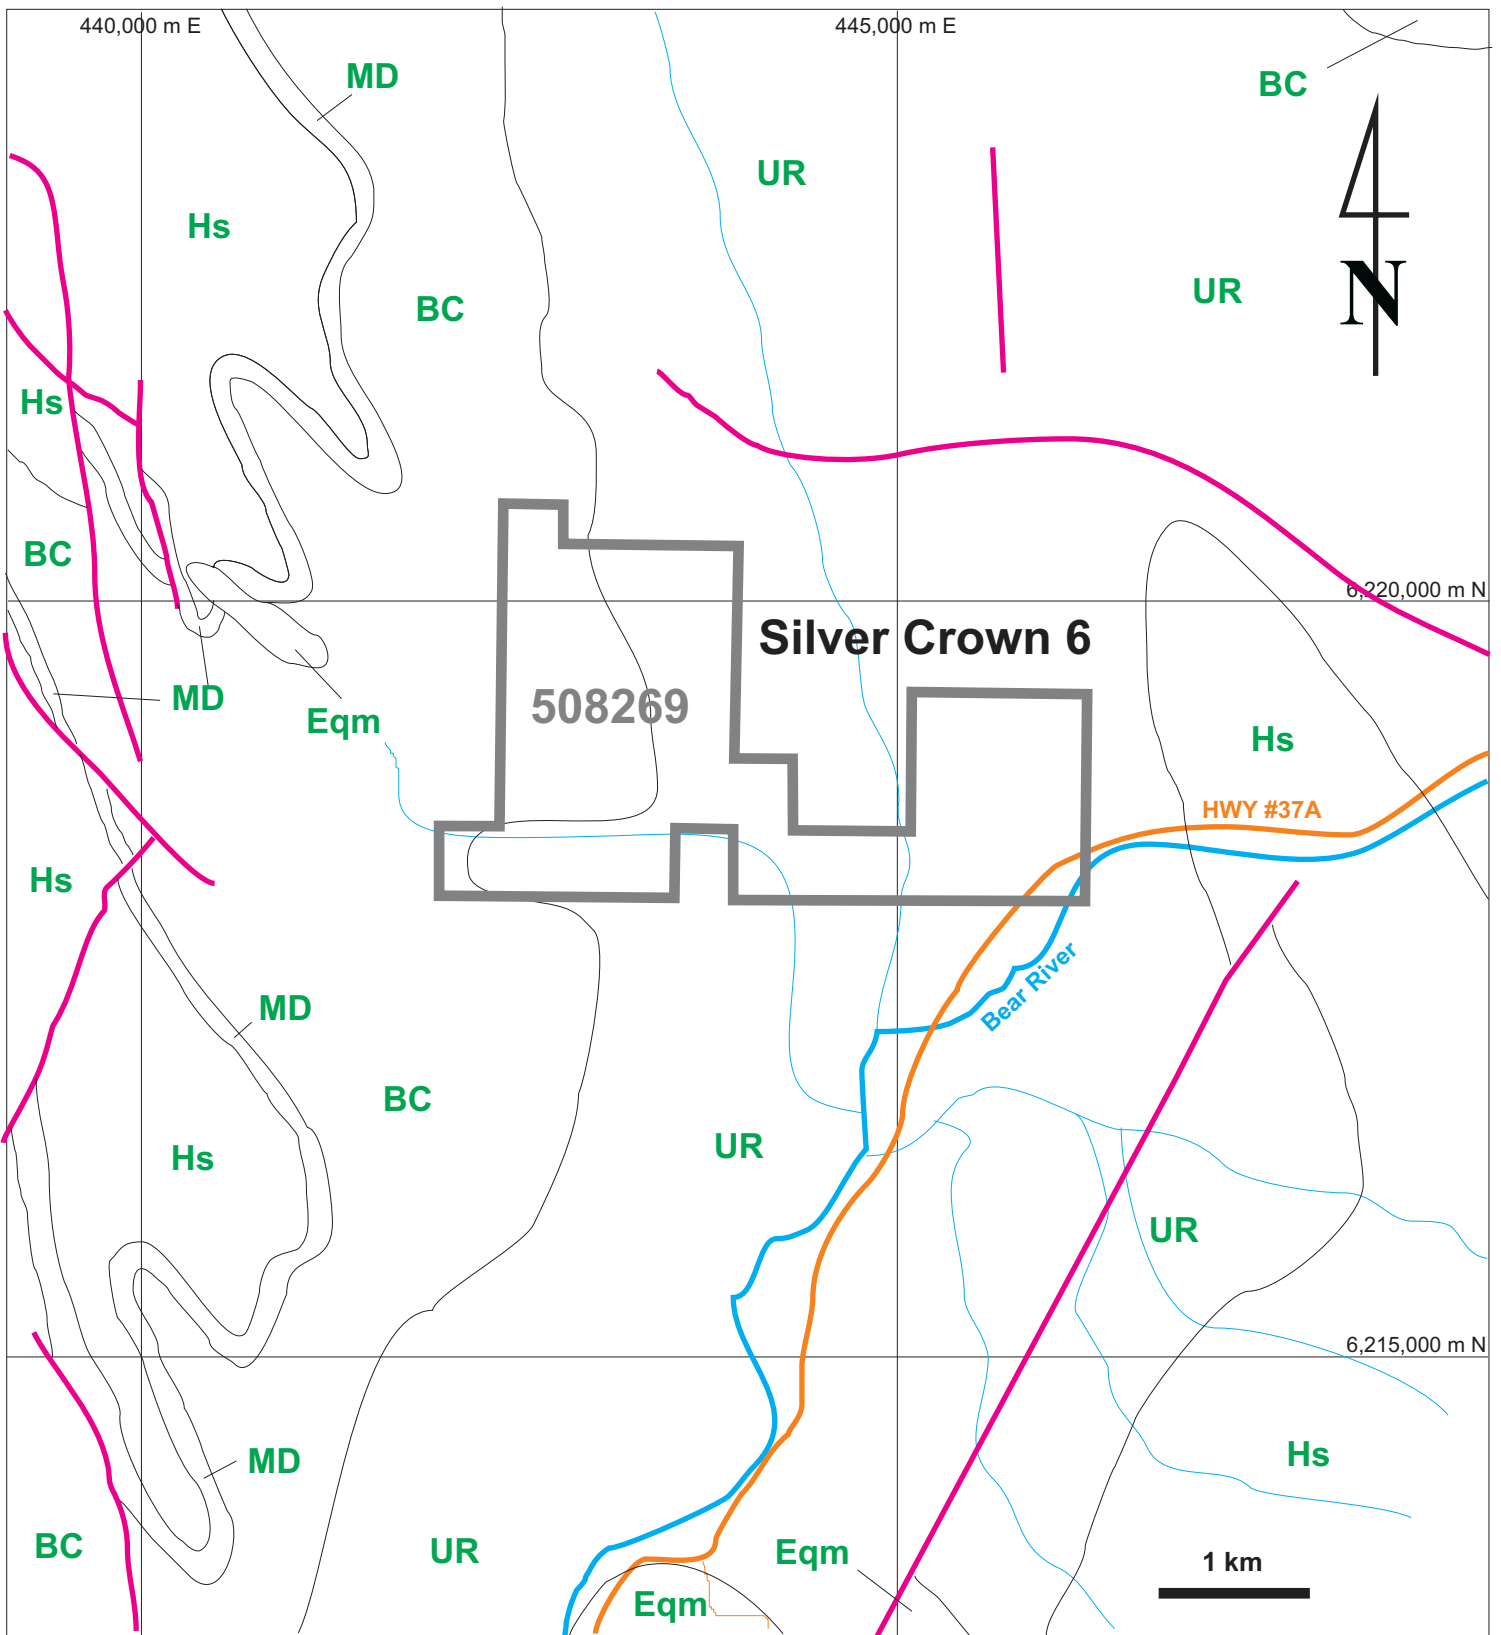 440,000 m E
445,000 m E
MD
BC
UR
Hs
UR
BC
N
Hs
BC
6,220,000 m N
Silver Crown 6
MD
508269
Eqm
Hs
HWY #37A
Hs
Bear River
MD
BC
UR
Hs
UR
6,215,000 m N
MD
Hs
BC
UR
Eqm
1 km
Eqm